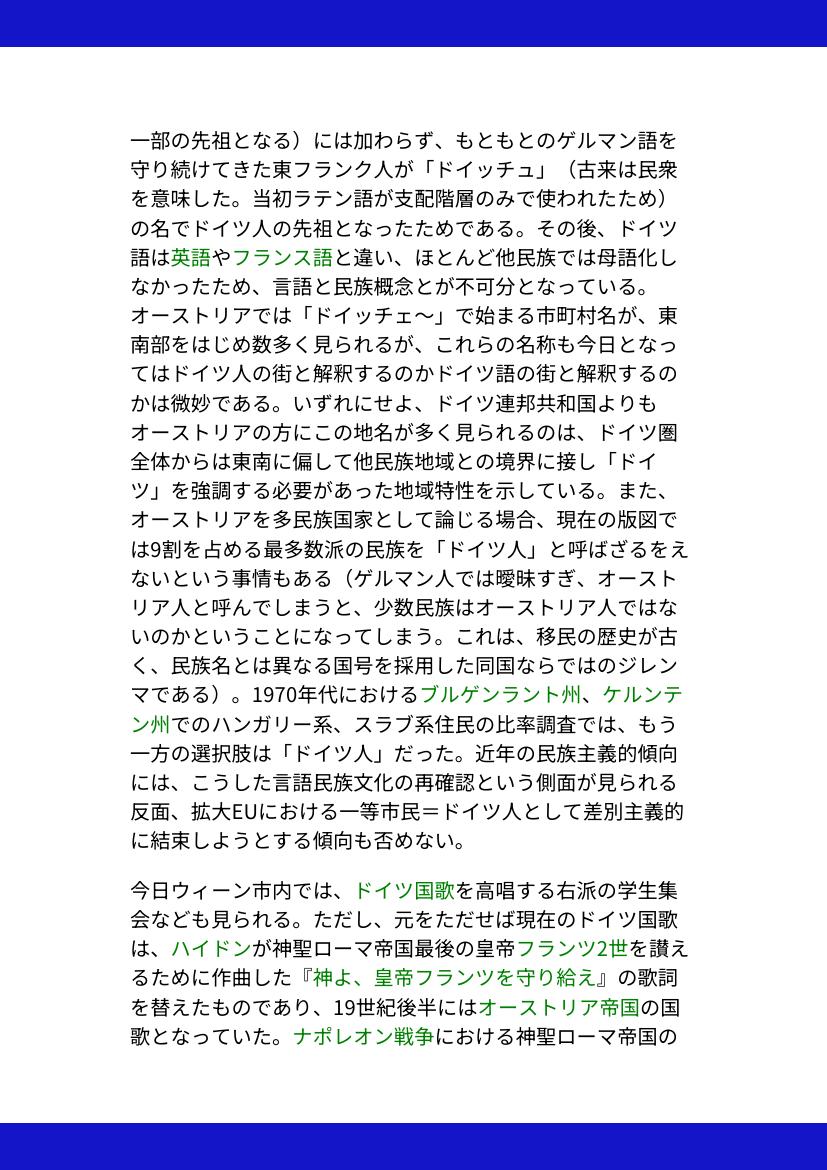 一部の先祖となる）には加わらず、もともとのゲルマン語を
守り続けてきた東フランク人が「ドイッチュ」（古来は民衆
を意味した。当初ラテン語が支配階層のみで使われたため）
の名でドイツ人の先祖となったためである。その後、ドイツ
語は英語やフランス語と違い、ほとんど他民族では母語化し
なかったため、言語と民族概念とが不可分となっている。
オーストリアでは「ドイッチェ～」で始まる市町村名が、東
南部をはじめ数多く見られるが、これらの名称も今日となっ
てはドイツ人の街と解釈するのかドイツ語の街と解釈するの
かは微妙である。いずれにせよ、ドイツ連邦共和国よりも
オーストリアの方にこの地名が多く見られるのは、ドイツ圏
全体からは東南に偏して他民族地域との境界に接し「ドイ
ツ」を強調する必要があった地域特性を示している。また、
オーストリアを多民族国家として論じる場合、現在の版図で
は9割を占める最多数派の民族を「ドイツ人」と呼ばざるをえ
ないという事情もある（ゲルマン人では曖昧すぎ、オースト
リア人と呼んでしまうと、少数民族はオーストリア人ではな
いのかということになってしまう。これは、移民の歴史が古
く、民族名とは異なる国号を採用した同国ならではのジレン
マである）。1970年代におけるブルゲンラント州、ケルンテ
ン州でのハンガリー系、スラブ系住民の比率調査では、もう
一方の選択肢は「ドイツ人」だった。近年の民族主義的傾向
には、こうした言語民族文化の再確認という側面が見られる
反面、拡大EUにおける一等市民＝ドイツ人として差別主義的
に結束しようとする傾向も否めない。
今日ウィーン市内では、ドイツ国歌を高唱する右派の学生集
会なども見られる。ただし、元をただせば現在のドイツ国歌
は、ハイドンが神聖ローマ帝国最後の皇帝フランツ2世を讃え
るために作曲した『神よ、皇帝フランツを守り給え』の歌詞
を替えたものであり、19世紀後半にはオーストリア帝国の国
歌となっていた。ナポレオン戦争における神聖ローマ帝国の